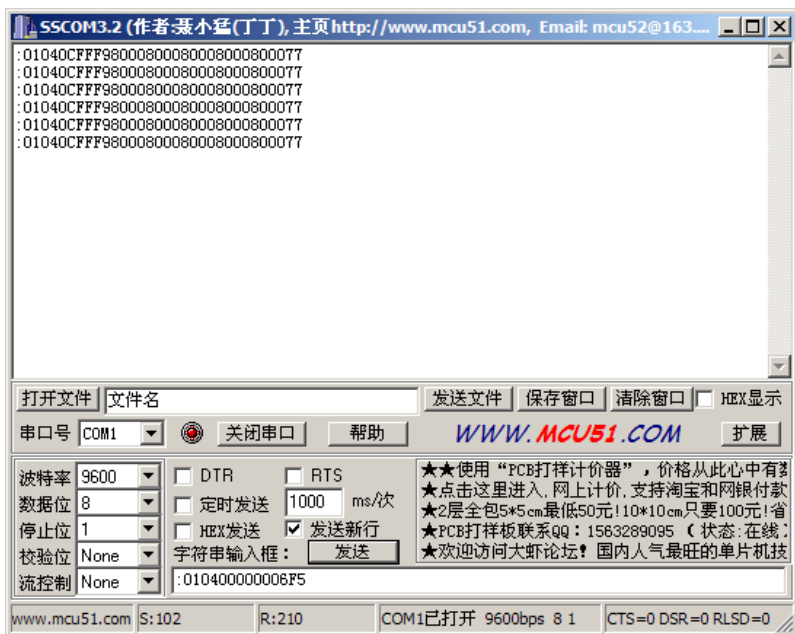 SSCOM3.2 (作者:聂小猛(丁丁), 主页http://www.mcu51.com, Email: mcu52@163....
:01040CFFF98000800080008000800077
:01040CFFF98000800080008000800077
:01040CFFF98000800080008000800077
:01040CFFF98000800080008000800077
:01040CFFF98000800080008000800077
:01040CFFF98000800080008000800077
打开文件 文件名 发送文件 保存窗口 清除窗口 HEX显示
串口号 COM1 关闭串口 帮助 WWW.MCU51.COM 扩展
波特率 9600 DTR RTS
数据位 8 定时发送 1000 ms/次
停止位 1 HEX发送 发送新行
校验位 None 字符串输入框: 发送
流控制 None :010400000006F5
★★使用“PCB打样计价器”,价格从此心中有
★点击这里进入,网上计价,支持淘宝和网银付款
★2层全包5*5cm最低50元!10*10cm只要100元!省
★PCB打样板联系QQ:1563289095 (状态:在线)
★欢迎访问大虾论坛!国内人气最旺的单片机技
www.mcu51.com S:102 R:210 COM1已打开 9600bps 8 1 CTS=0 DSR=0 RLSD=0